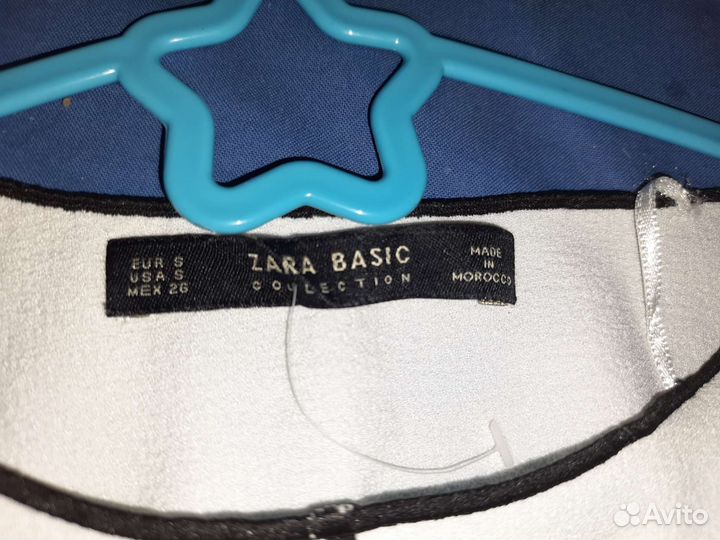 EUR S
USA S
MEX 26
ZARA BASIC
COLLECTION
MADE
IN
MOROCCO
Avito